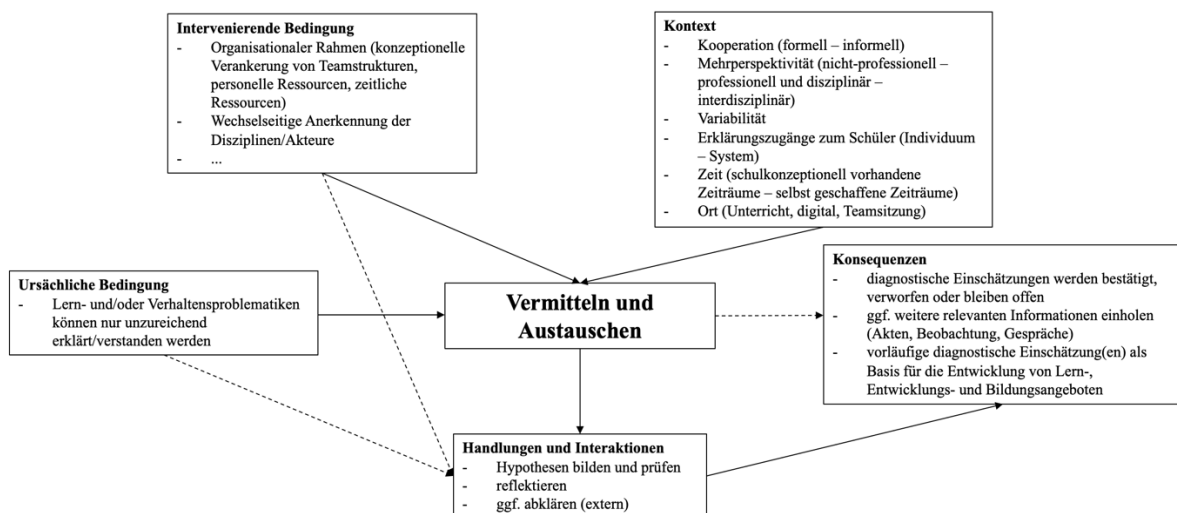 Intervenierende Bedingung
- Organisationaler Rahmen (konzeptionelle
Verankerung von Teamstrukturen,
personelle Ressourcen, zeitliche
Ressourcen)
- Wechselseitige Anerkennung der
Disziplinen/Akteure
- ...
Kontext
- Kooperation (formell – informell)
- Mehrperspektivität (nicht-professionell –
professionell und disziplinär –
interdisziplinär)
- Variabilität
- Erklärungszugänge zum Schüler (Individuum
– System)
- Zeit (schulkonzeptionell vorhandene
Zeiträume – selbst geschaffene Zeiträume)
- Ort (Unterricht, digital, Teamsitzung)
Ursächliche Bedingung
- Lern- und/oder Verhaltensproblematiken
können nur unzureichend
erklärt/verstanden werden
Vermitteln und
Austauschen
Konsequenzen
- diagnostische Einschätzungen werden bestätigt,
verworfen oder bleiben offen
- ggf. weitere relevanten Informationen einholen
(Akten, Beobachtung, Gespräche)
- vorläufige diagnostische Einschätzung(en) als
Basis für die Entwicklung von Lern-,
Entwicklungs- und Bildungsangeboten
Handlungen und Interaktionen
- Hypothesen bilden und prüfen
- reflektieren
- ggf. abklären (extern)